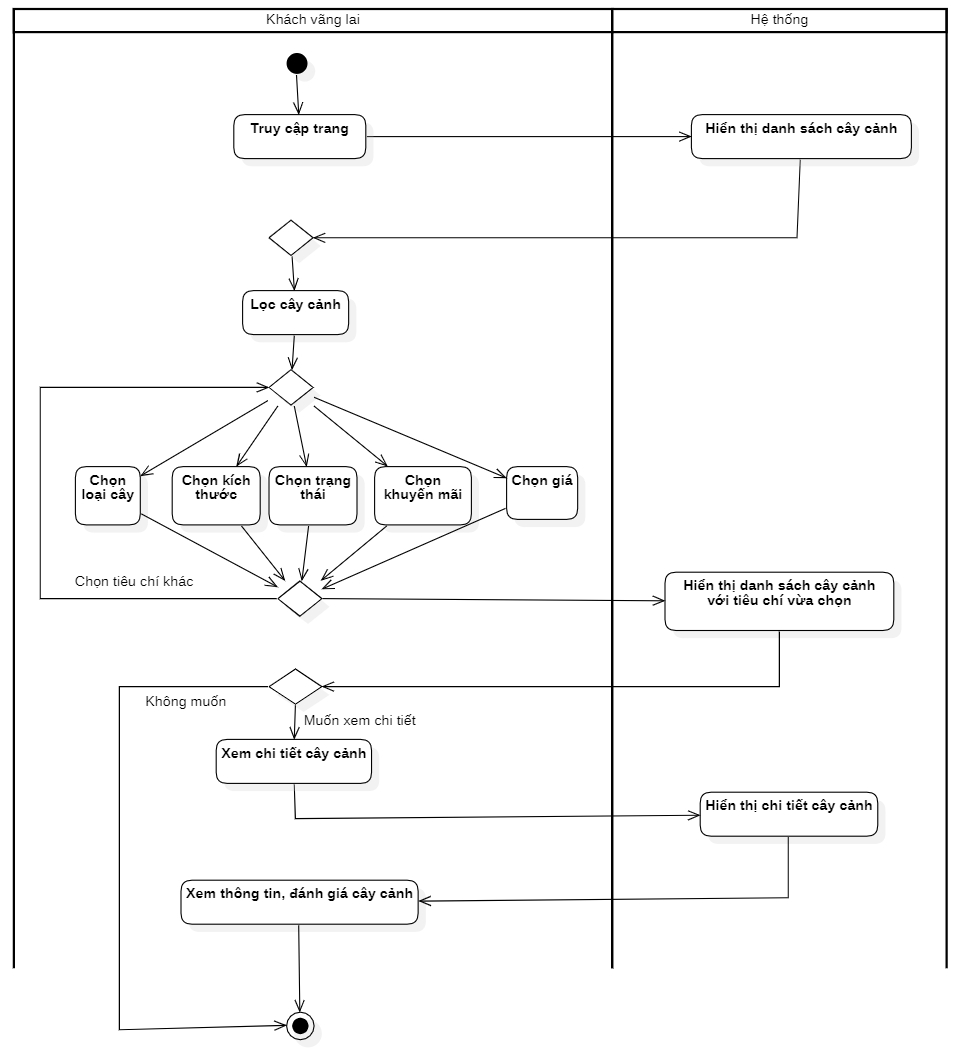 Khách vãng lai
Hệ thống
Truy cập trang
Hiển thị danh sách cây cảnh
Lọc cây cảnh
Chọn
loại cây
Chọn kích
thước
Chọn trạng
thái
Chọn
khuyến mãi
Chọn giá
Chọn tiêu chí khác
Hiển thị danh sách cây cảnh
với tiêu chí vừa chọn
Không muốn
Muốn xem chi tiết
Xem chi tiết cây cảnh
Hiển thị chi tiết cây cảnh
Xem thông tin, đánh giá cây cảnh